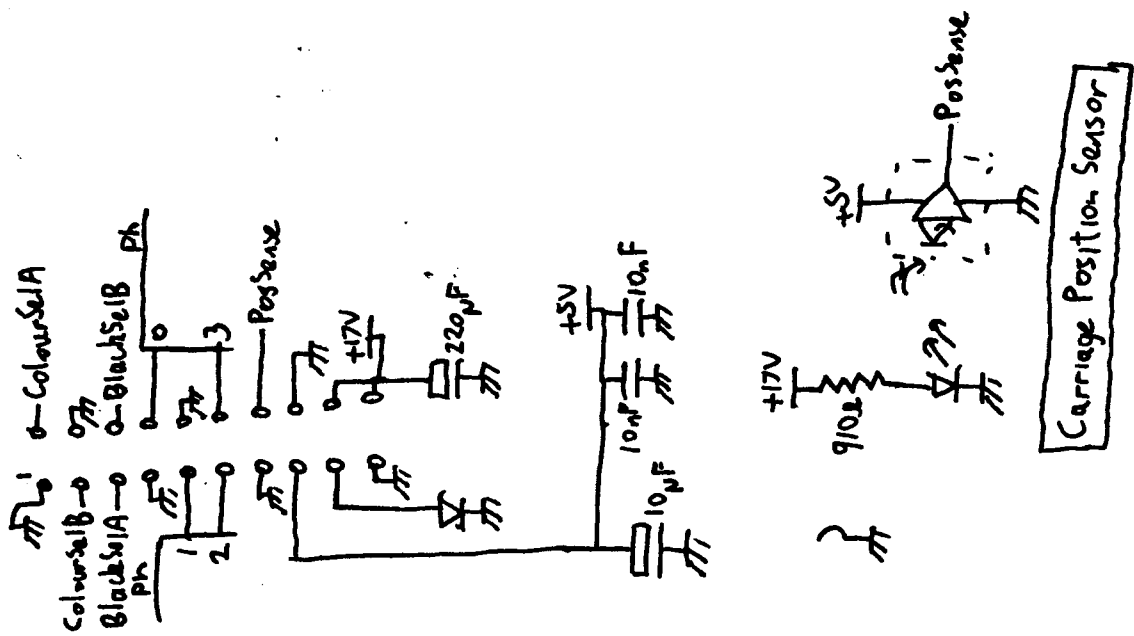 1
ColourSelA
ColourSelB
BlackSelA
BlackSelB
Ph
Ph
0
1
2
3
PosSense
+17V
220µF
+5V
10nF
10nF
10µF
+17V
910Ω
+5V
PosSense
Carriage Position Sensor